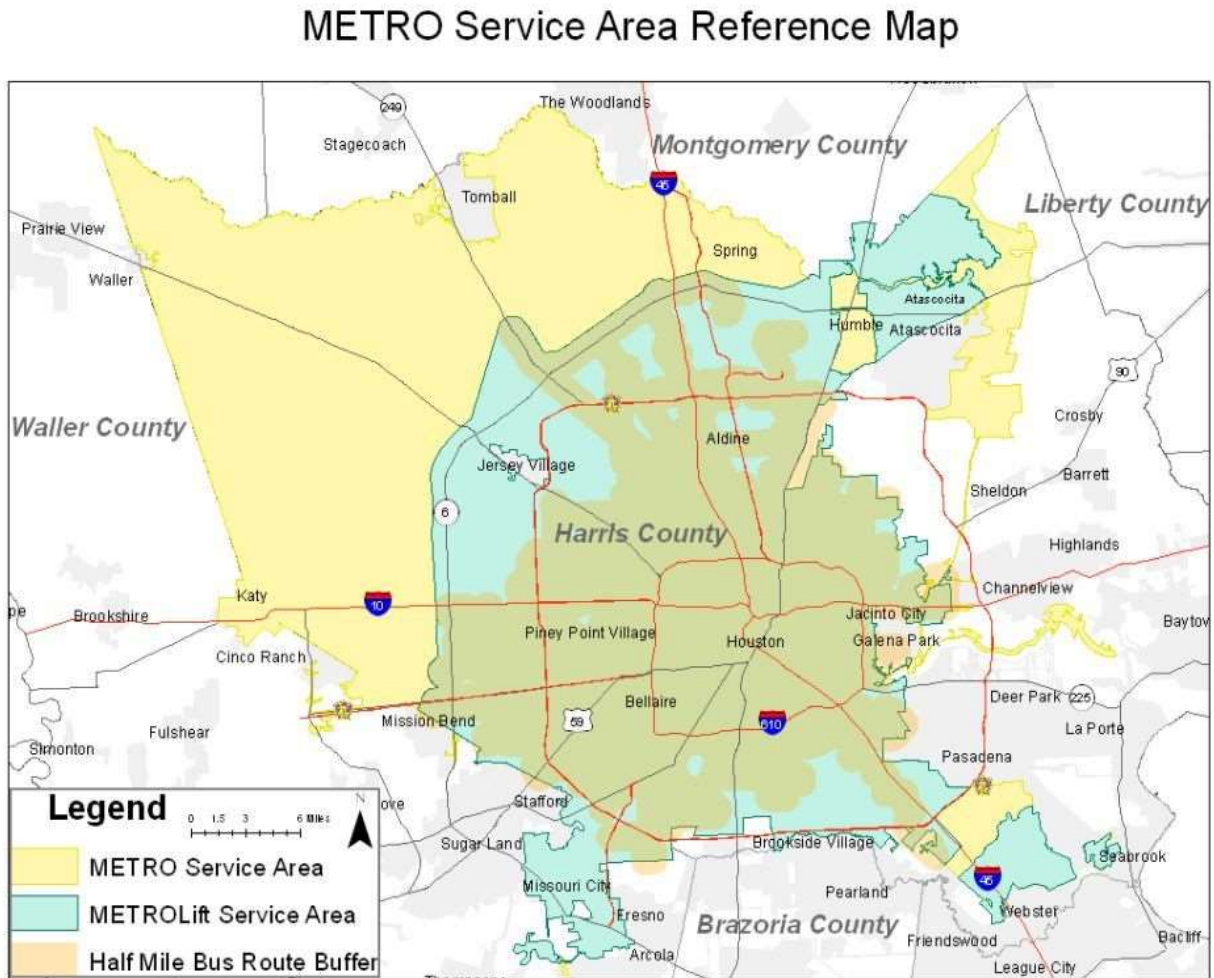 METRO Service Area Reference Map
249
The Woodlands
Stagecoach
Montgomery County
45
Tomball
Liberty County
Prairie View
Spring
Waller
Atascocita
Humble
Atascocita
90
Waller County
Crosby
Aldine
Jersey Village
Barrett
Sheldon
6
Harris County
Highlands
Katy
Channelview
10
Brookshire
Jacinto City
Piney Point Village
Houston
Galena Park
Cinco Ranch
Bellaire
Deer Park
225
Mission Bend
59
610
Fulshear
La Porte
Simonton
Pasadena
Legend
N
0 1.5 3 6 Miles
Stafford
Sugar Land
Brookside Village
METRO Service Area
Seabrook
Missouri City
45
Pearland
METROLift Service Area
Fresno
Webster
Brazoria County
Friendswood
Bacliff
Arcola
Half Mile Bus Route Buffer
League City